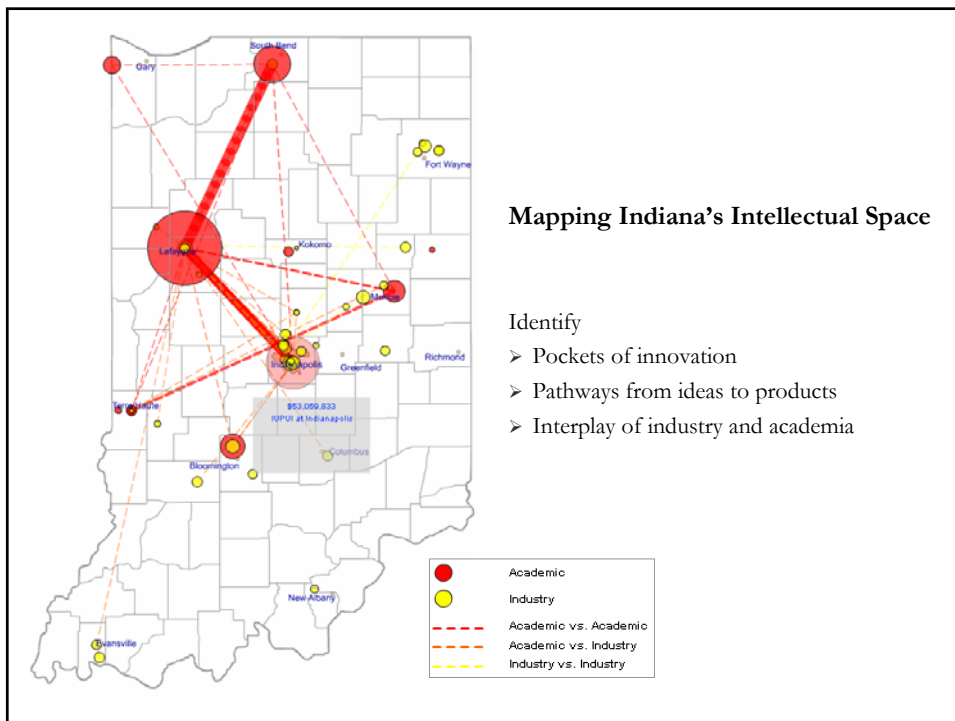 South Bend
Gary
Fort Wayne
Mapping Indiana's Intellectual Space
Kokomo
Lafayette
Muncie
Identify
Indianapolis
Greenfield
Richmond
➢ Pockets of innovation
➢ Pathways from ideas to products
➢ Interplay of industry and academia
Terre Haute
$53,059,833
IUPUI at Indianapolis
Columbus
Bloomington
New Albany
Evansville
Academic
Industry
Academic vs. Academic
Academic vs. Industry
Industry vs. Industry